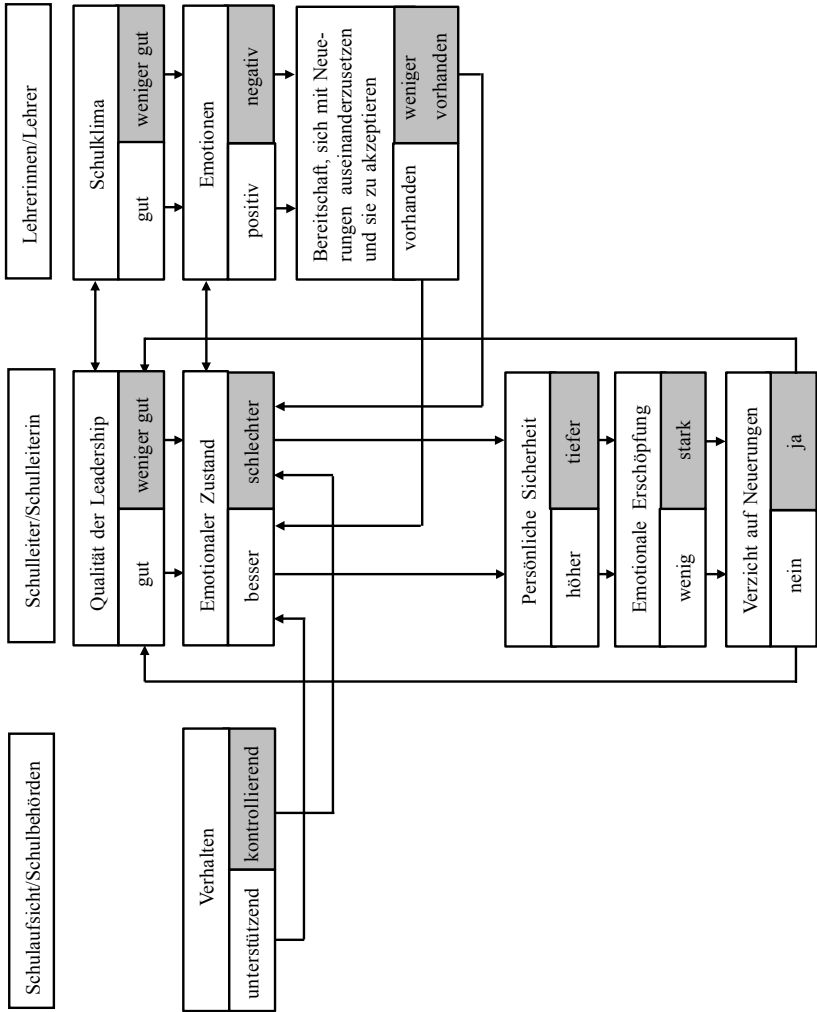 Schulaufsicht/Schulbehörden
Schulleiter/Schulleiterin
Lehrerinnen/Lehrer
Qualität der Leadership
gut
weniger gut
Schulklima
gut
weniger gut
Verhalten
unterstützend
kontrollierend
Emotionaler Zustand
besser
schlechter
Emotionen
positiv
negativ
Bereitschaft, sich mit Neue-
rungen auseinanderzusetzen
und sie zu akzeptieren
vorhanden
weniger
vorhanden
Persönliche Sicherheit
höher
tiefer
Emotionale Erschöpfung
wenig
stark
Verzicht auf Neuerungen
nein
ja